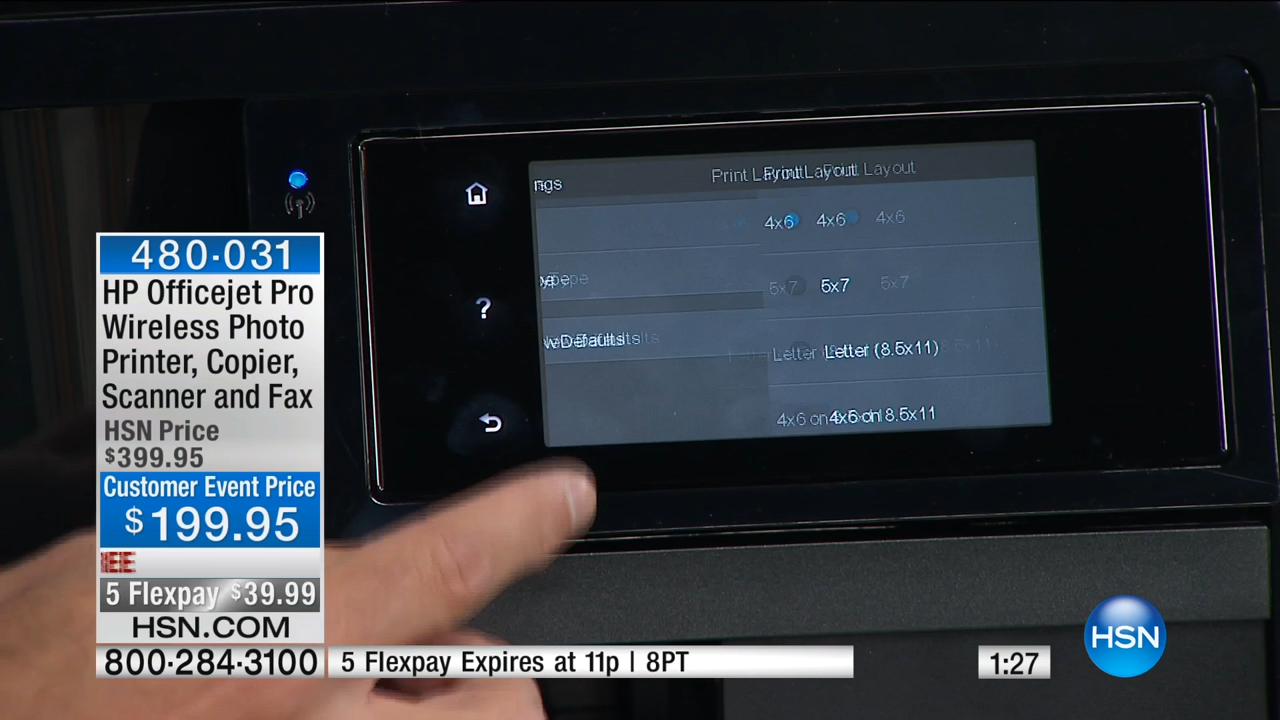 480-031
HP Officejet Pro
Wireless Photo
Printer, Copier,
Scanner and Fax
HSN Price
$399.95
Customer Event Price
$199.95
5 Flexpay $39.99
HSN.COM
800-284-3100
5 Flexpay Expires at 11p | 8PT
1:27
HSN
ngs
Print Layout
4x6
5x7
Letter (8.5x11)
4x6 on 8.5x11
Defaults
?